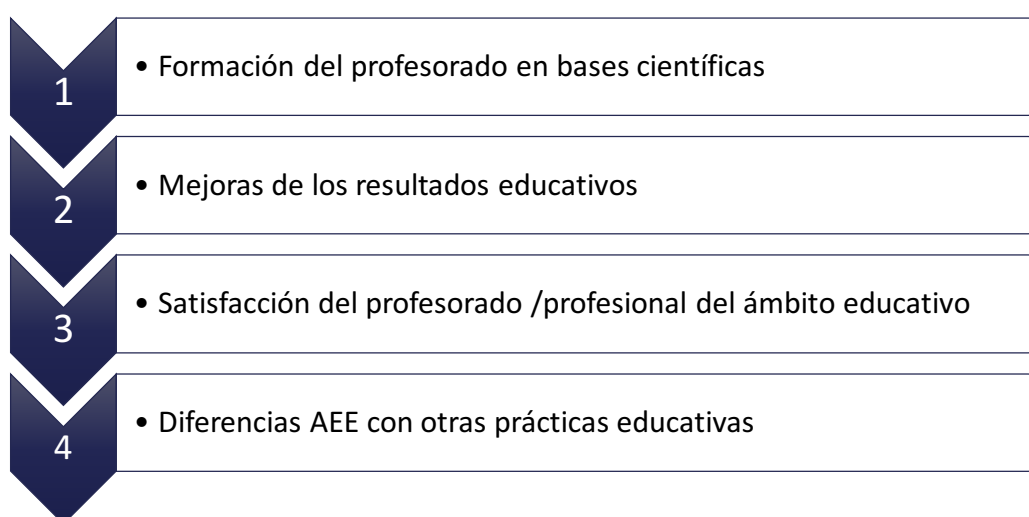 1
• Formación del profesorado en bases científicas
2
• Mejoras de los resultados educativos
3
• Satisfacción del profesorado /profesional del ámbito educativo
4
• Diferencias AEE con otras prácticas educativas